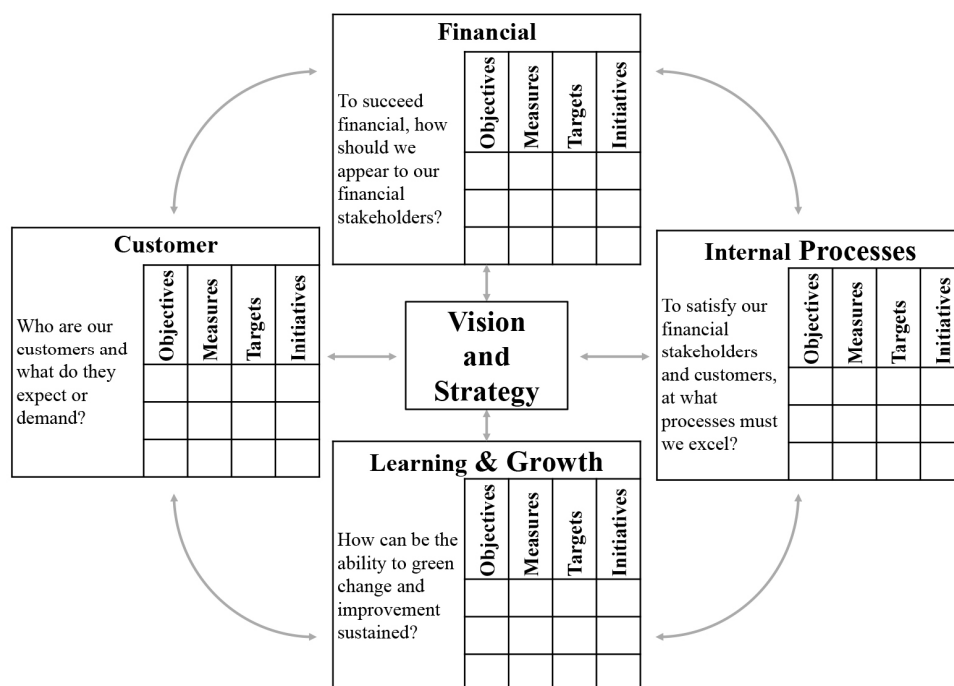 Financial
To succeed
financial, how
should we
appear to our
financial
stakeholders?
Objectives
Measures
Targets
Initiatives
Customer
Who are our
customers and
what do they
expect or
demand?
Objectives
Measures
Targets
Initiatives
Vision
and
Strategy
Internal Processes
To satisfy our
financial
stakeholders
and customers,
at what
processes must
we excel?
Objectives
Measures
Targets
Initiatives
Learning & Growth
How can be the
ability to green
change and
improvement
sustained?
Objectives
Measures
Targets
Initiatives